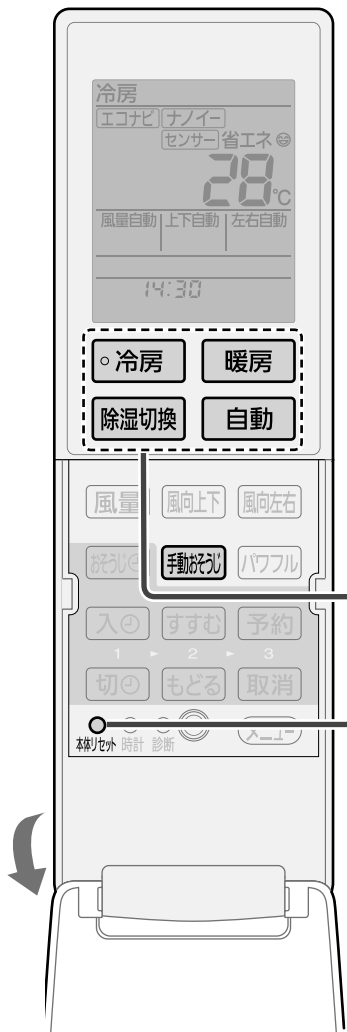 冷房
エコナビ ナノイー
センサー 省エネ
28℃
風量自動 上下自動 左右自動
14:30
冷房 暖房
除湿切換 自動
風量 風向上下 風向左右
おそうじ 手動おそうじ パワフル
入 すすむ 予約
1 2 3
切 もどる 取消
本体リセット 時計 診断 メニュー